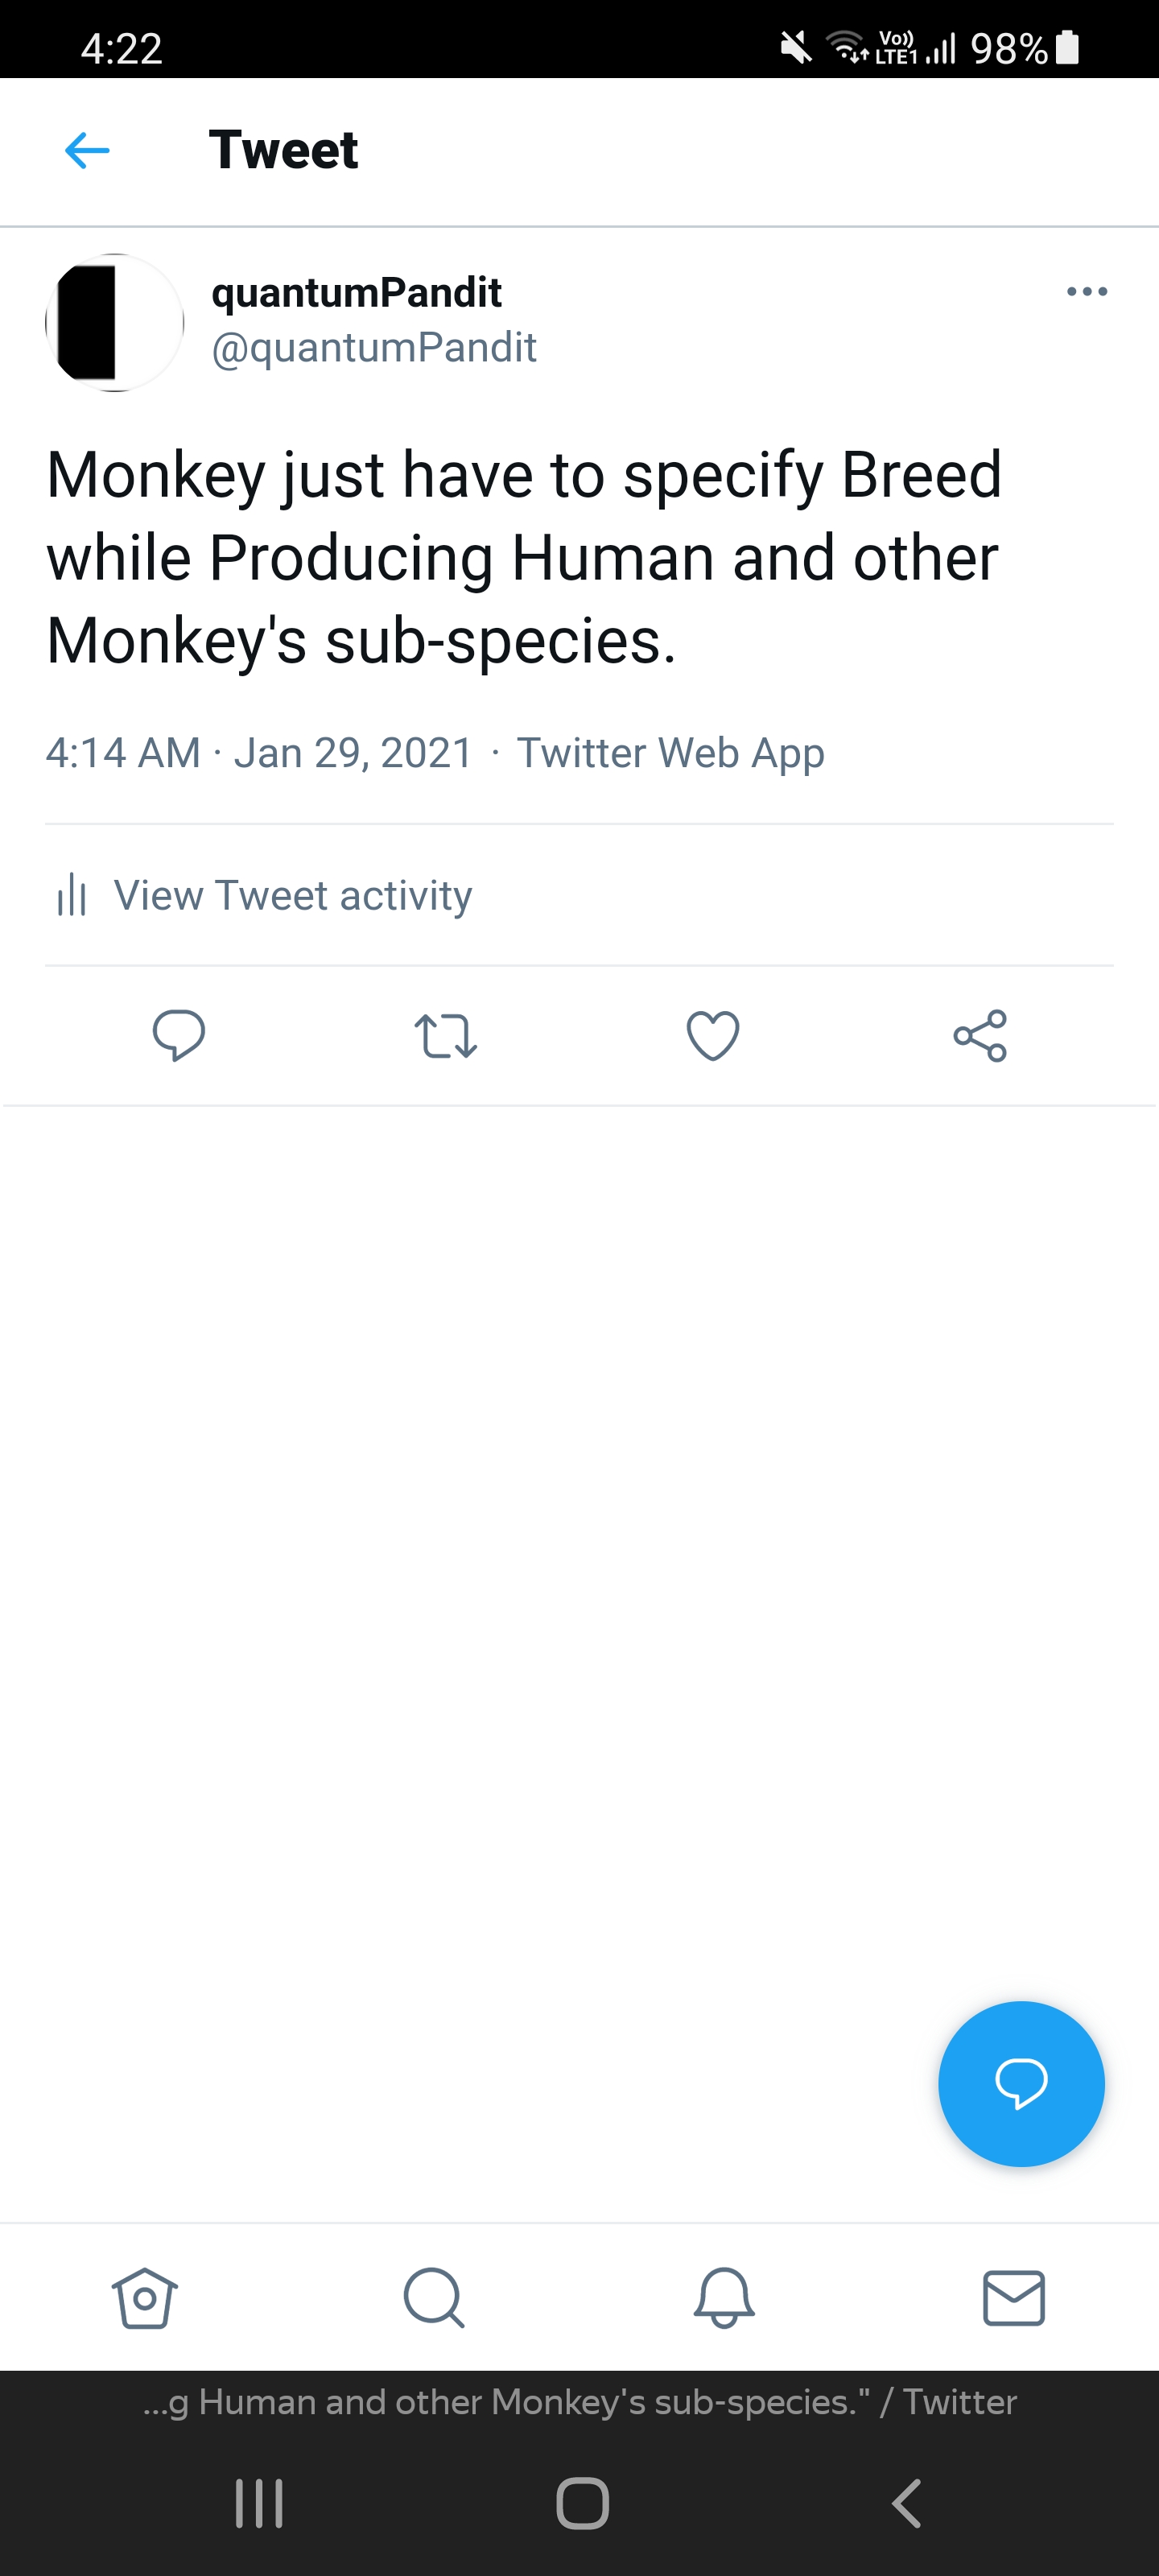 4:22
Vo))
LTE1
98%
Tweet
quantumPandit
@quantumPandit
Monkey just have to specify Breed
while Producing Human and other
Monkey's sub-species.
4:14 AM · Jan 29, 2021 · Twitter Web App
View Tweet activity
...g Human and other Monkey's sub-species." / Twitter